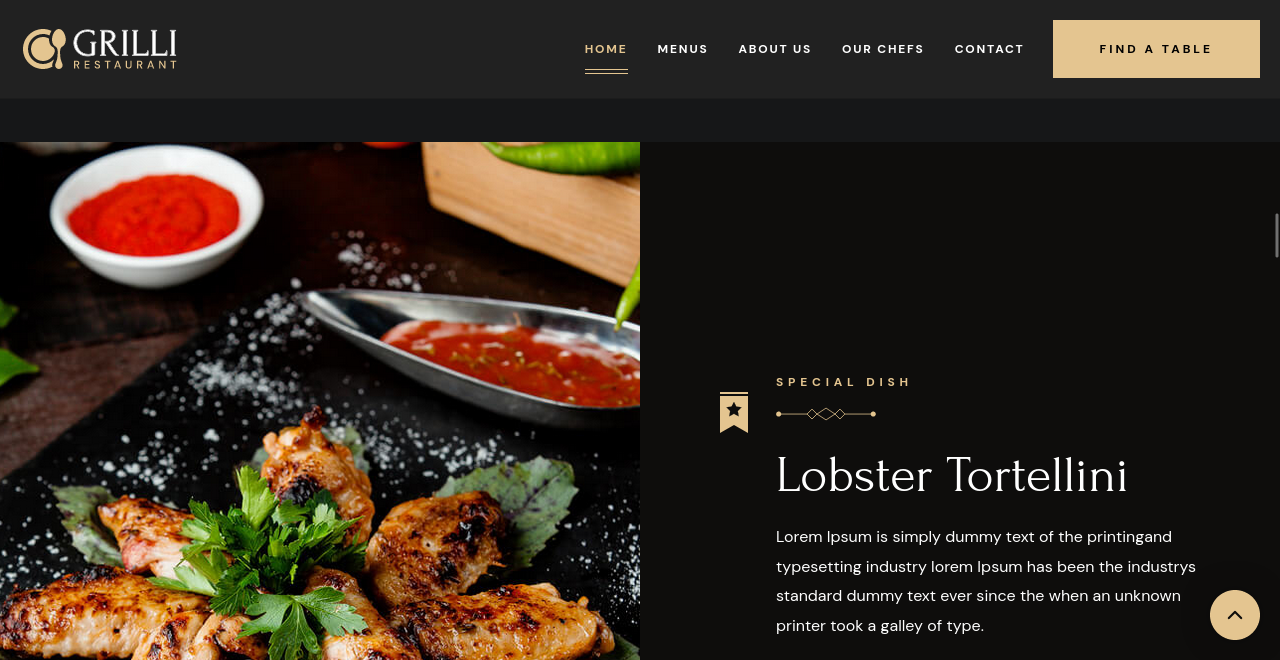 GRILLI
RESTAURANT
HOME
MENUS
ABOUT US
OUR CHEFS
CONTACT
FIND A TABLE
SPECIAL DISH
Lobster Tortellini
Lorem Ipsum is simply dummy text of the printingand
typesetting industry lorem Ipsum has been the industrys
standard dummy text ever since the when an unknown
printer took a galley of type.